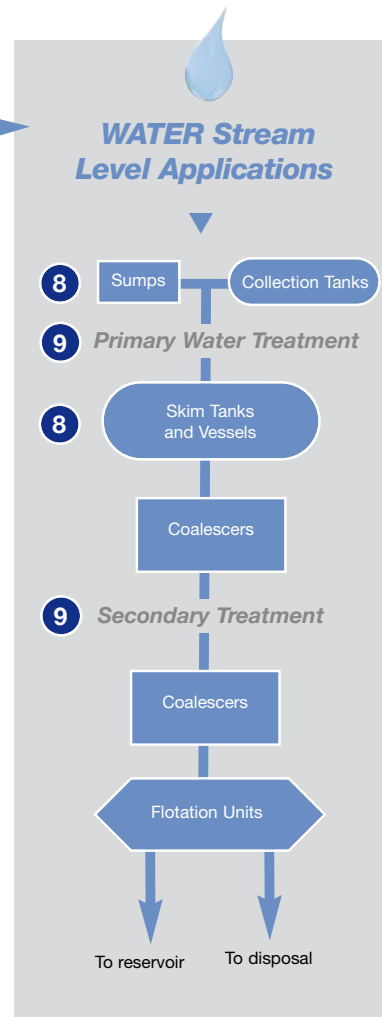 WATER Stream
Level Applications
8
Sumps
Collection Tanks
9
Primary Water Treatment
8
Skim Tanks
and Vessels
Coalescers
9
Secondary Treatment
Coalescers
Flotation Units
To reservoir
To disposal